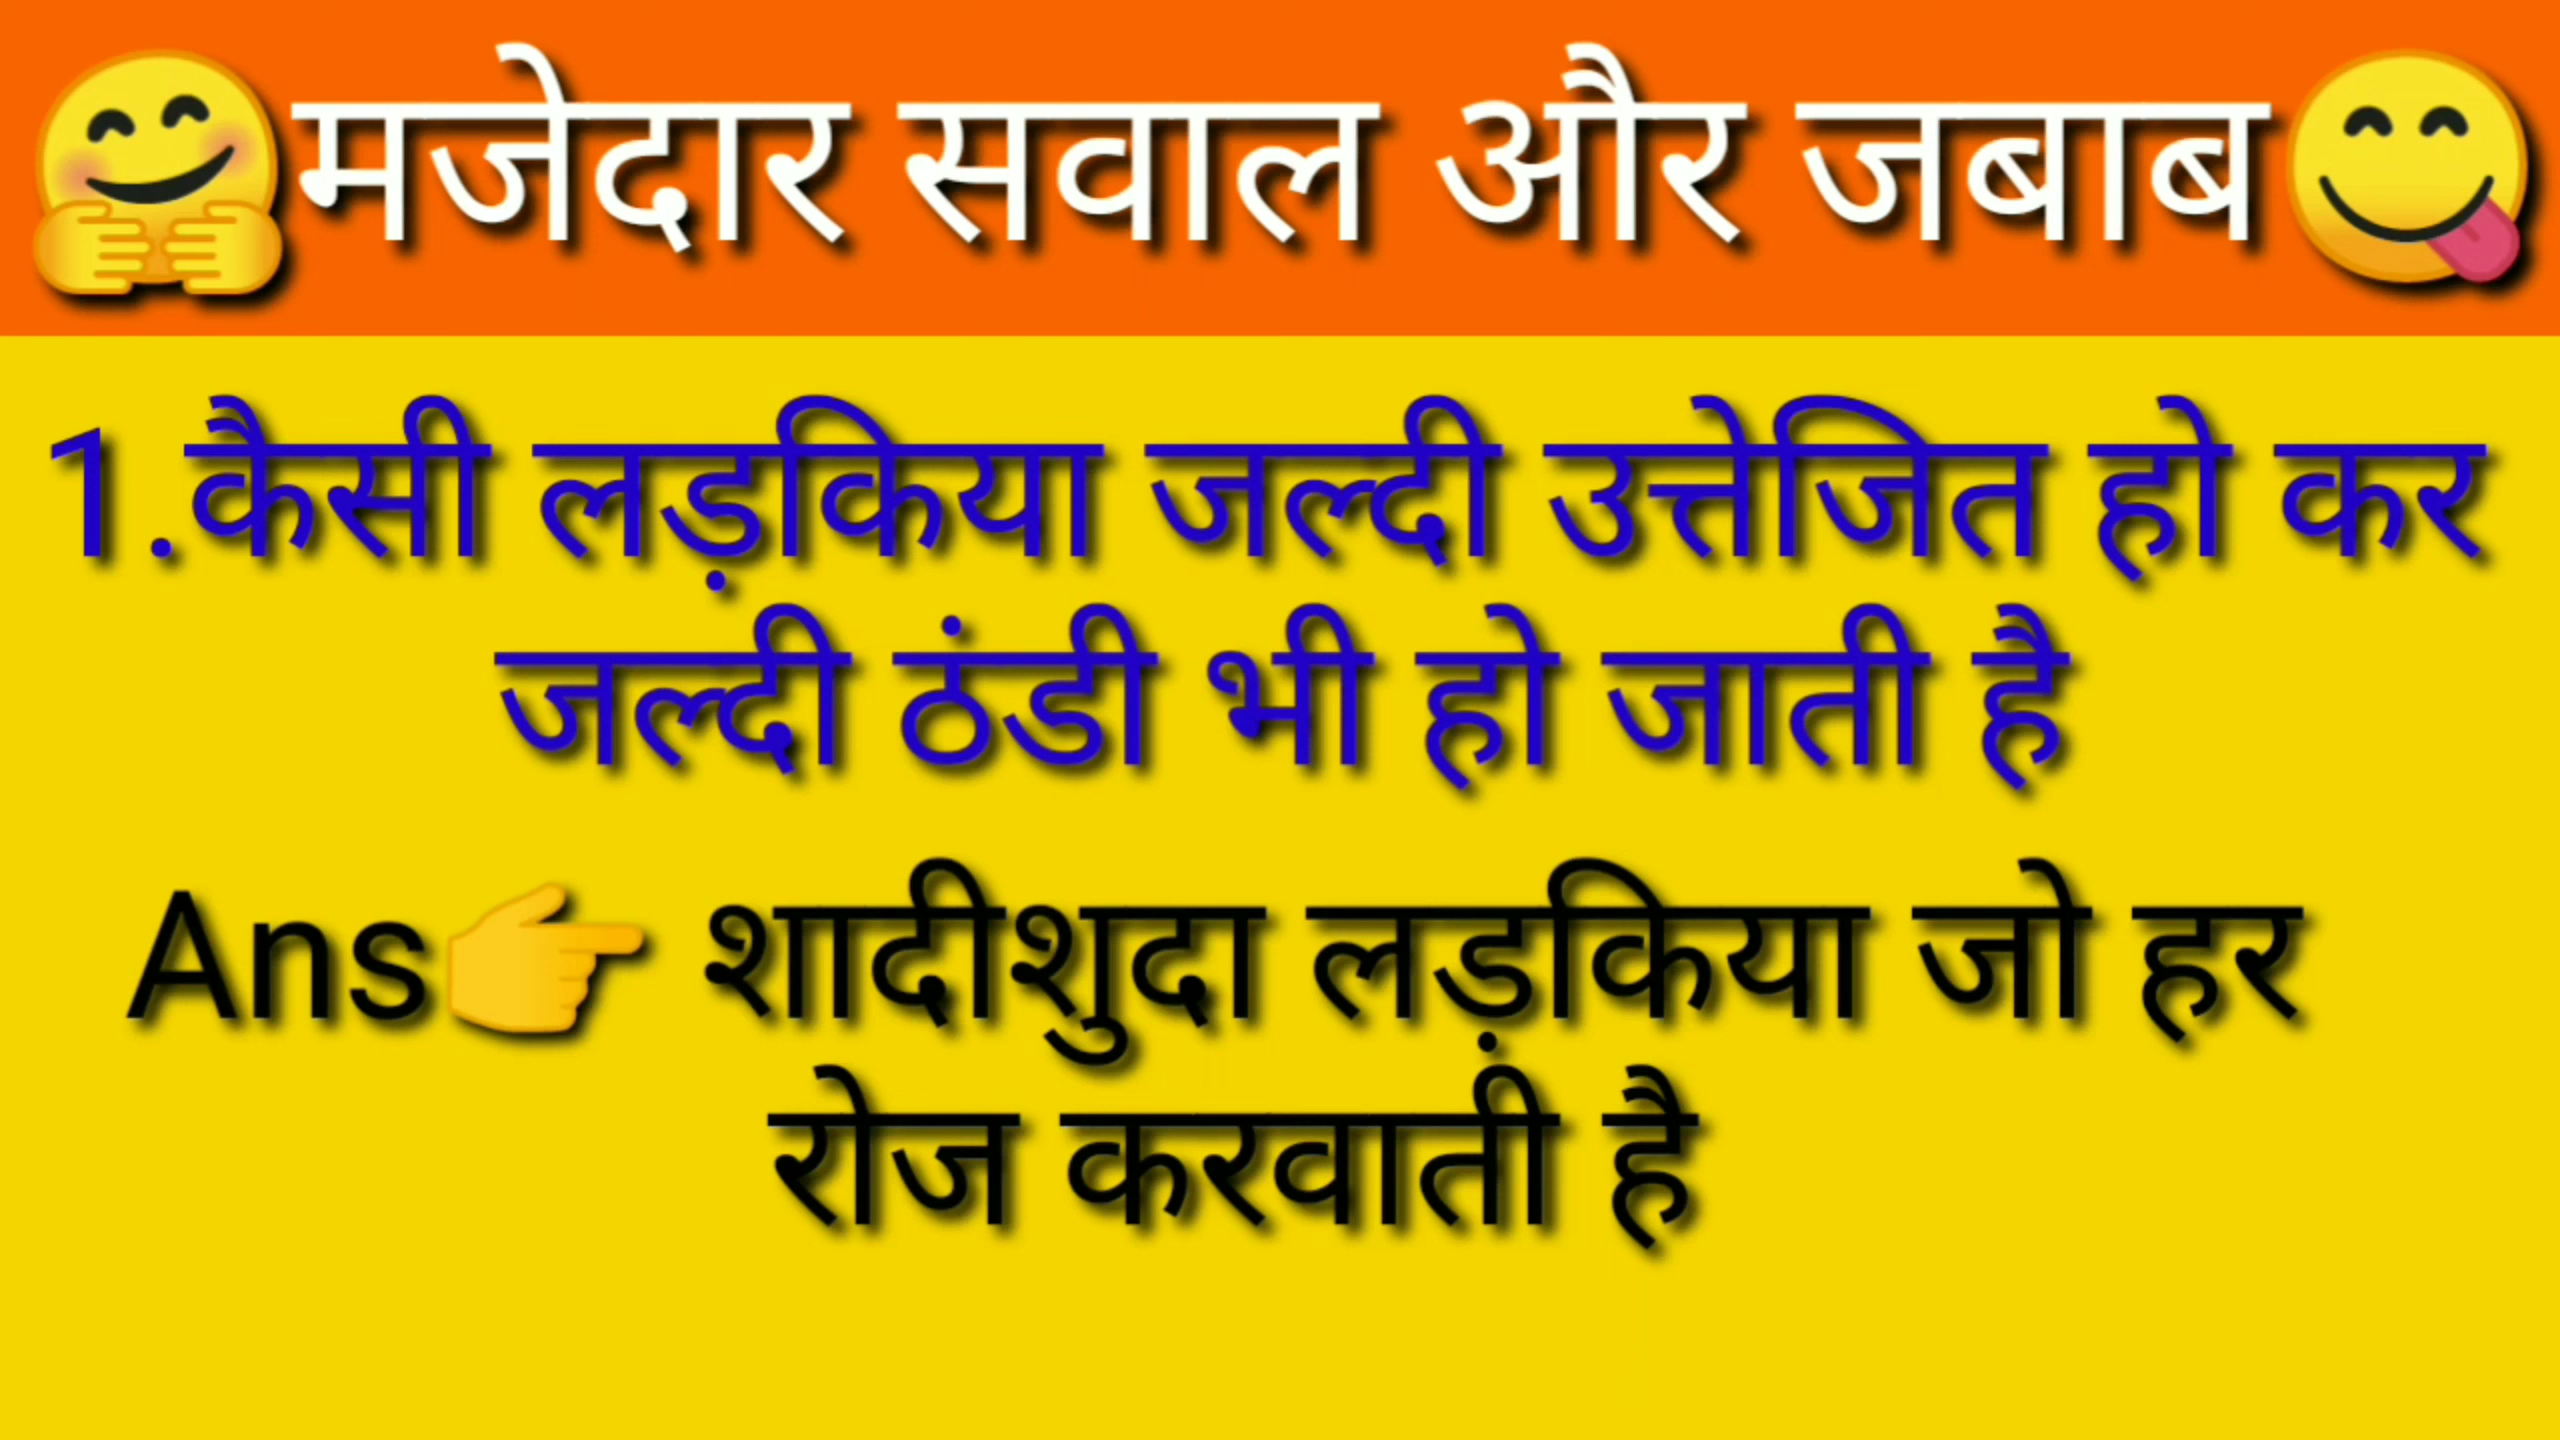 🤗मजेदार सवाल और जबाब😋
1.कैसी लड़किया जल्दी उत्तेजित हो कर
जल्दी ठंडी भी हो जाती है
Ans👉 शादीशुदा लड़किया जो हर
रोज करवाती है